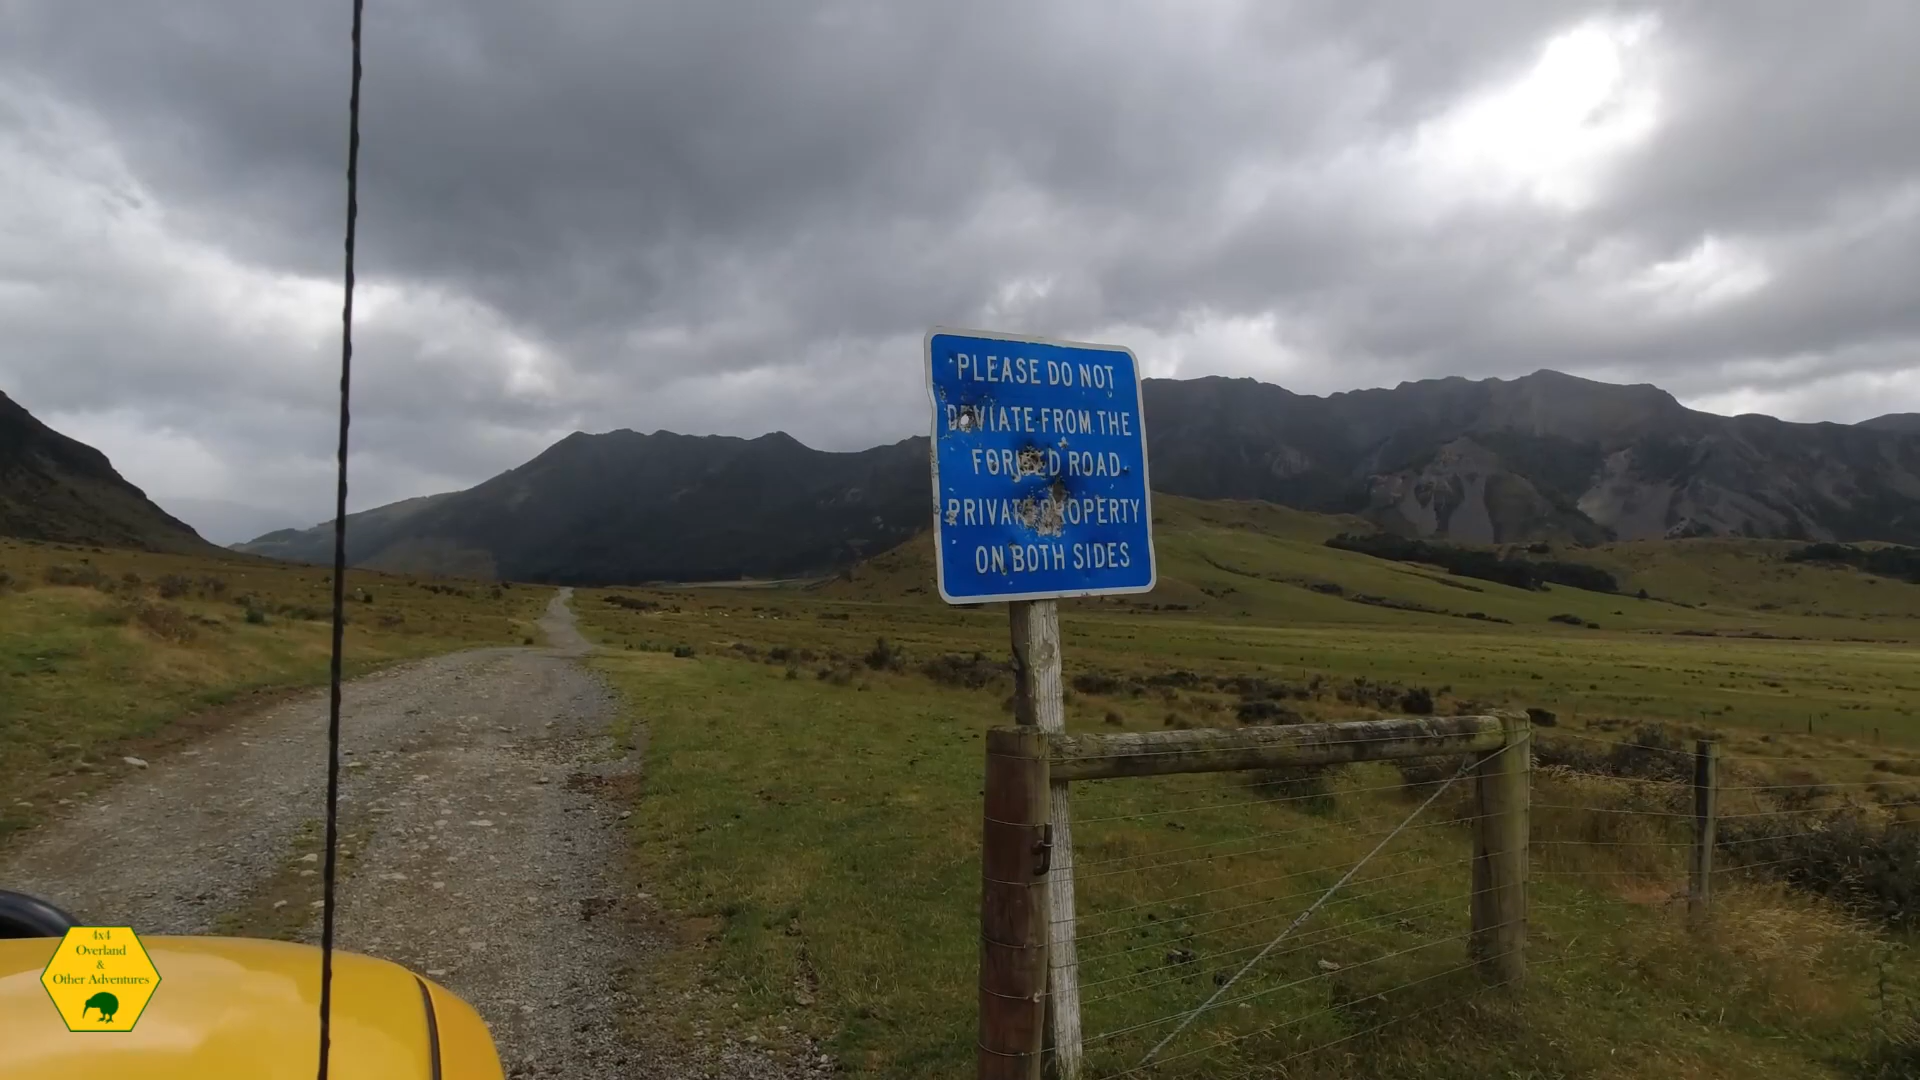 PLEASE DO NOT
DEVIATE FROM THE
FORMED ROAD
PRIVATE PROPERTY
ON BOTH SIDES
4x4
Overland
&
Other Adventures